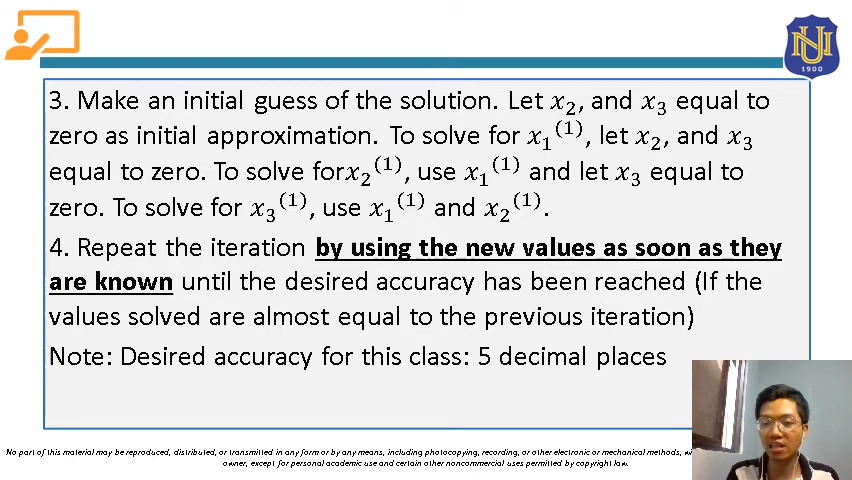 3. Make an initial guess of the solution. Let x₂, and x₃ equal to
zero as initial approximation. To solve for x₁⁽¹⁾, let x₂, and x₃
equal to zero. To solve forx₂⁽¹⁾, use x₁⁽¹⁾ and let x₃ equal to
zero. To solve for x₃⁽¹⁾, use x₁⁽¹⁾ and x₂⁽¹⁾.
4. Repeat the iteration by using the new values as soon as they
are known until the desired accuracy has been reached (If the
values solved are almost equal to the previous iteration)
Note: Desired accuracy for this class: 5 decimal places
No part of this material may be reproduced, distributed, or transmitted in any form or by any means, including photocopying, recording, or other electronic or mechanical methods,
owner, except for personal academic use and certain other noncommercial uses permitted by copyright law.
NU
1900